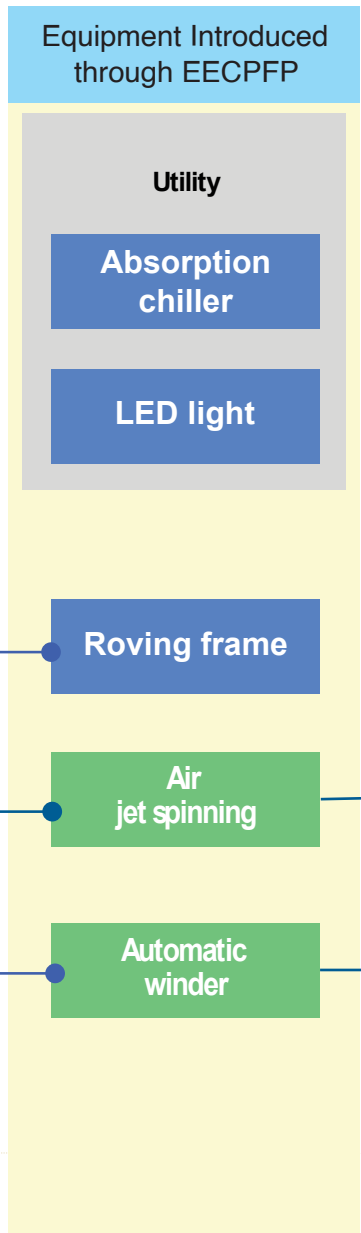 Equipment Introduced
through EECPFP
Utility
Absorption
chiller
LED light
Roving frame
Air
jet spinning
Automatic
winder